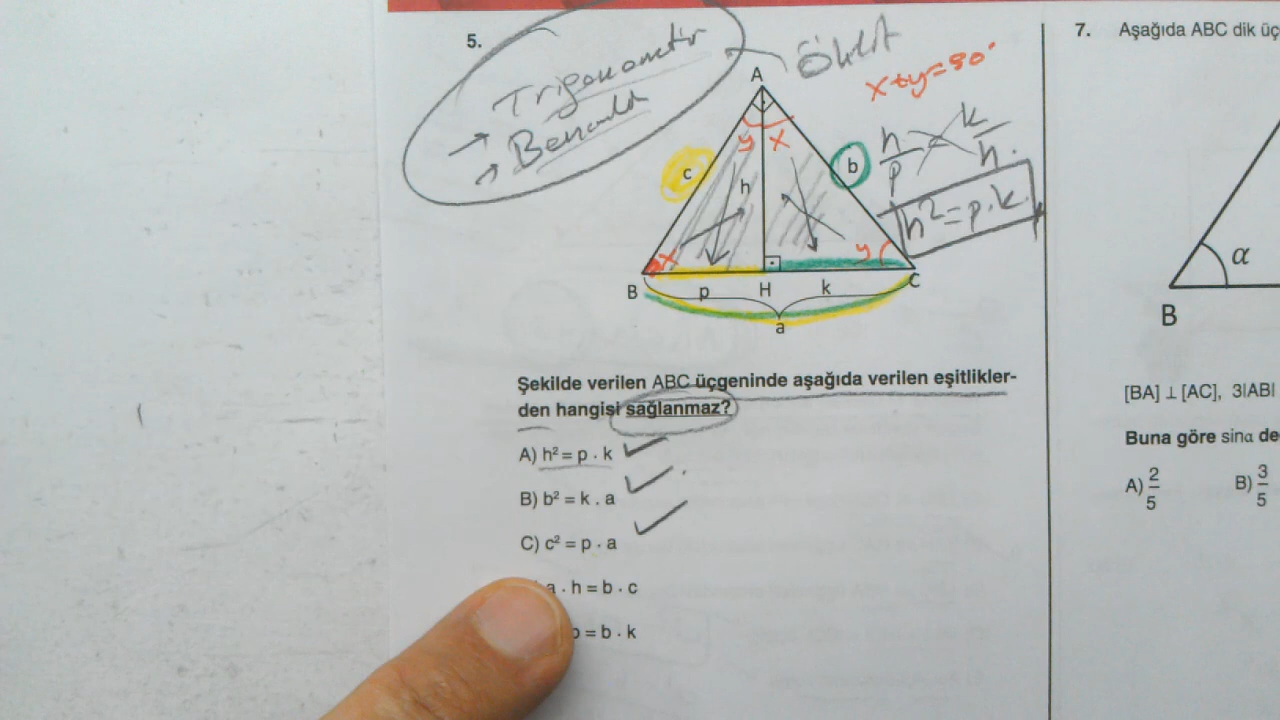 5.
Trigonometir
Öklit
→ Benzerlik
x+y=90°
A
y x
c
b
h
h/p = k/h
h²=p.k
x
y
B p H k C
a
Şekilde verilen ABC üçgeninde aşağıda verilen eşitlikler-
den hangisi sağlanmaz?
A) h² = p . k
B) b² = k . a
C) c² = p . a
a . h = b . c
= b . k
7. Aşağıda ABC dik üç
α
B
[BA] ⊥ [AC], 3|AB|
Buna göre sinα de
A) 2/5 B) 3/5